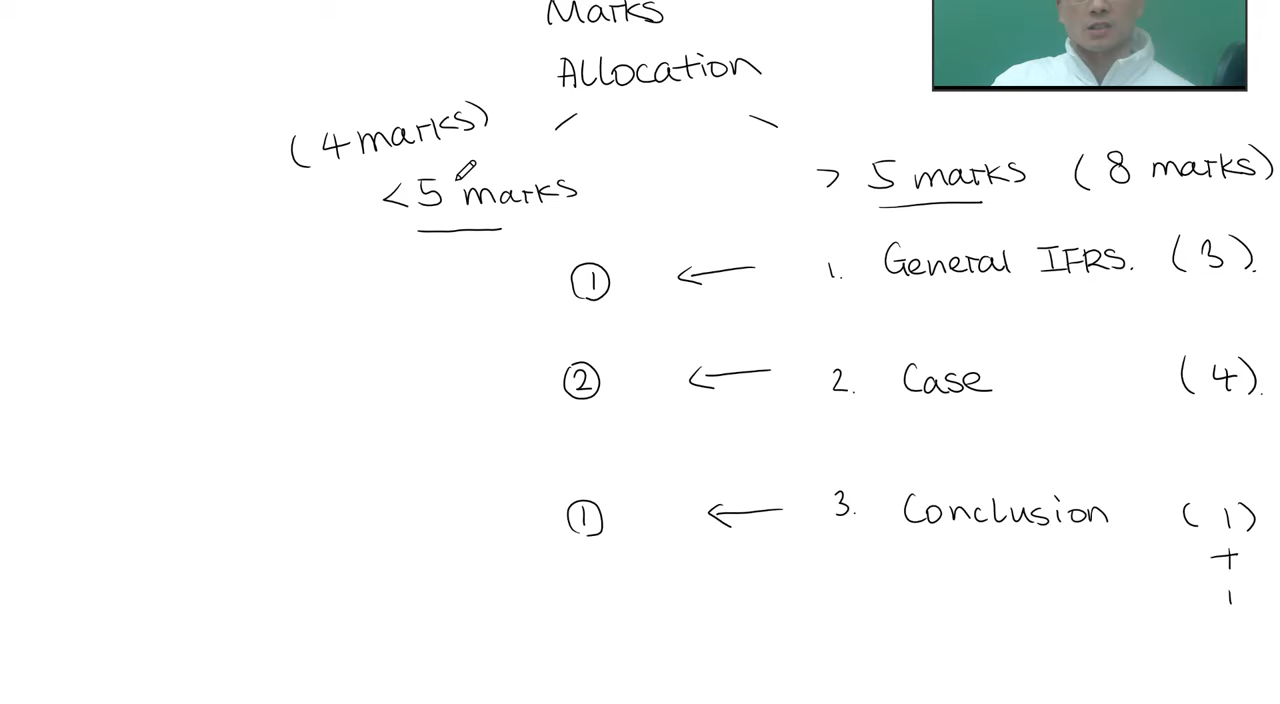 Marks
Allocation
(4 marks)
< 5 marks
> 5 marks (8 marks)
① ← 1. General IFRS. (3).
② ← 2. Case (4).
① ← 3. Conclusion (1)
+
1